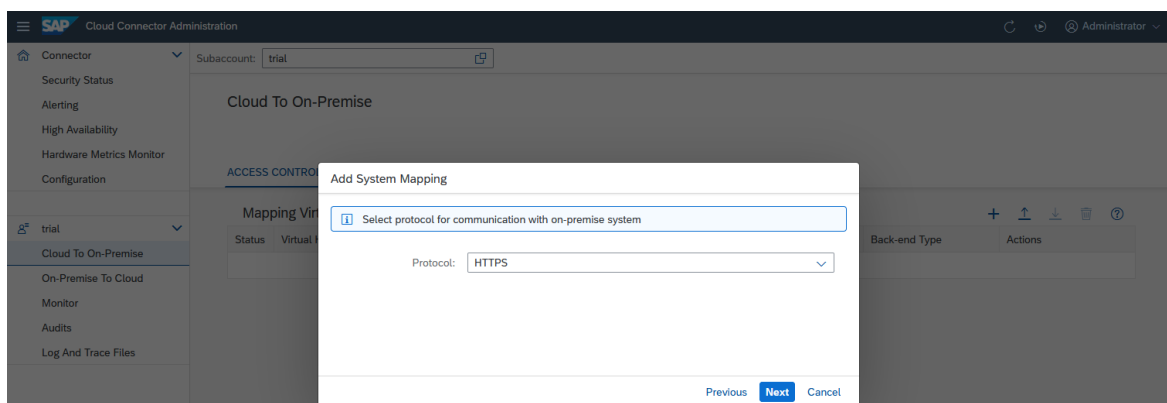 SAP Cloud Connector Administration
Administrator
Connector
Subaccount: trial
Security Status
Alerting
Cloud To On-Premise
High Availability
Hardware Metrics Monitor
Configuration
ACCESS CONTROL
Add System Mapping
Mapping Virt
Select protocol for communication with on-premise system
trial
Status Virtual H
Back-end Type Actions
Cloud To On-Premise
Protocol: HTTPS
On-Premise To Cloud
Monitor
Audits
Log And Trace Files
Previous Next Cancel